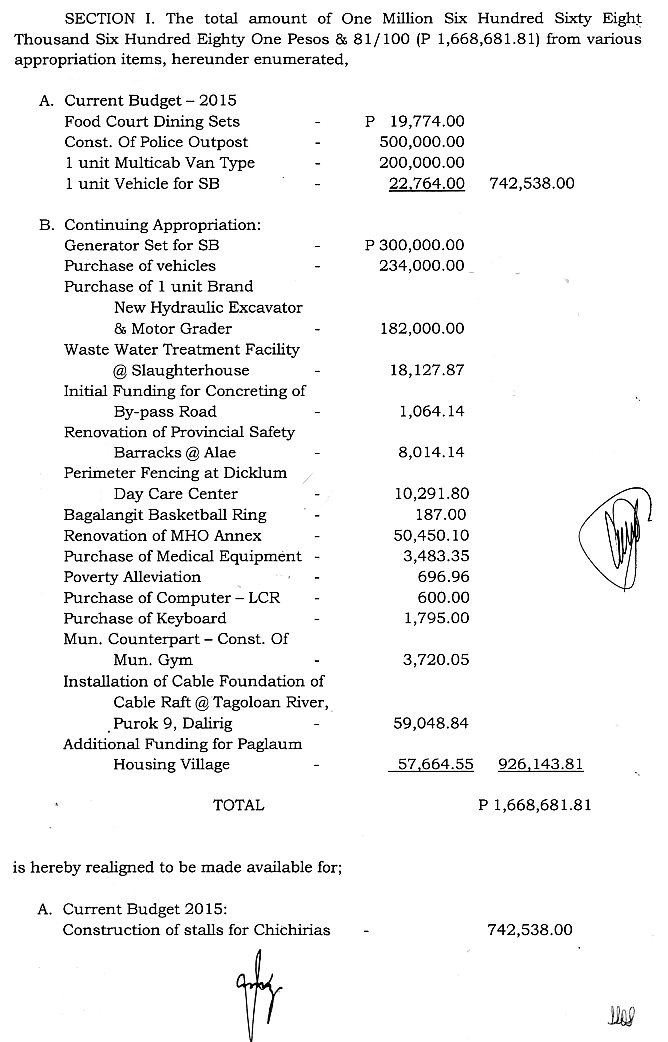 SECTION I. The total amount of One Million Six Hundred Sixty Eight
Thousand Six Hundred Eighty One Pesos & 81/100 (P 1,668,681.81) from various
appropriation items, hereunder enumerated,
A. Current Budget – 2015
Food Court Dining Sets - P 19,774.00
Const. Of Police Outpost - 500,000.00
1 unit Multicab Van Type - 200,000.00
1 unit Vehicle for SB - 22,764.00 742,538.00
B. Continuing Appropriation:
Generator Set for SB - P 300,000.00
Purchase of vehicles - 234,000.00
Purchase of 1 unit Brand
New Hydraulic Excavator
& Motor Grader - 182,000.00
Waste Water Treatment Facility
@ Slaughterhouse - 18,127.87
Initial Funding for Concreting of
By-pass Road - 1,064.14
Renovation of Provincial Safety
Barracks @ Alae - 8,014.14
Perimeter Fencing at Dicklum
Day Care Center - 10,291.80
Bagalangit Basketball Ring - 187.00
Renovation of MHO Annex - 50,450.10
Purchase of Medical Equipment - 3,483.35
Poverty Alleviation - 696.96
Purchase of Computer – LCR - 600.00
Purchase of Keyboard - 1,795.00
Mun. Counterpart – Const. Of
Mun. Gym - 3,720.05
Installation of Cable Foundation of
Cable Raft @ Tagoloan River,
Purok 9, Dalirig - 59,048.84
Additional Funding for Paglaum
Housing Village - 57,664.55 926,143.81
TOTAL P 1,668,681.81
is hereby realigned to be made available for;
A. Current Budget 2015:
Construction of stalls for Chichirias - 742,538.00